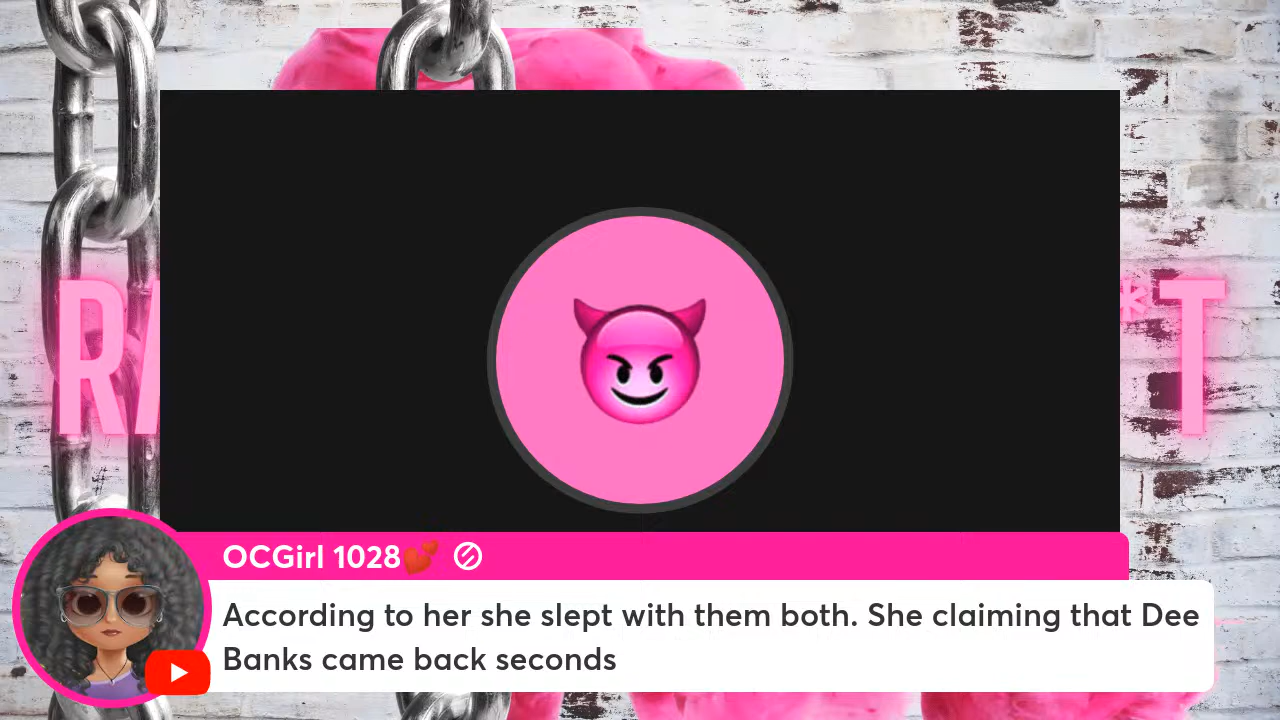 OCGirl 1028💕
According to her she slept with them both. She claiming that Dee
Banks came back seconds